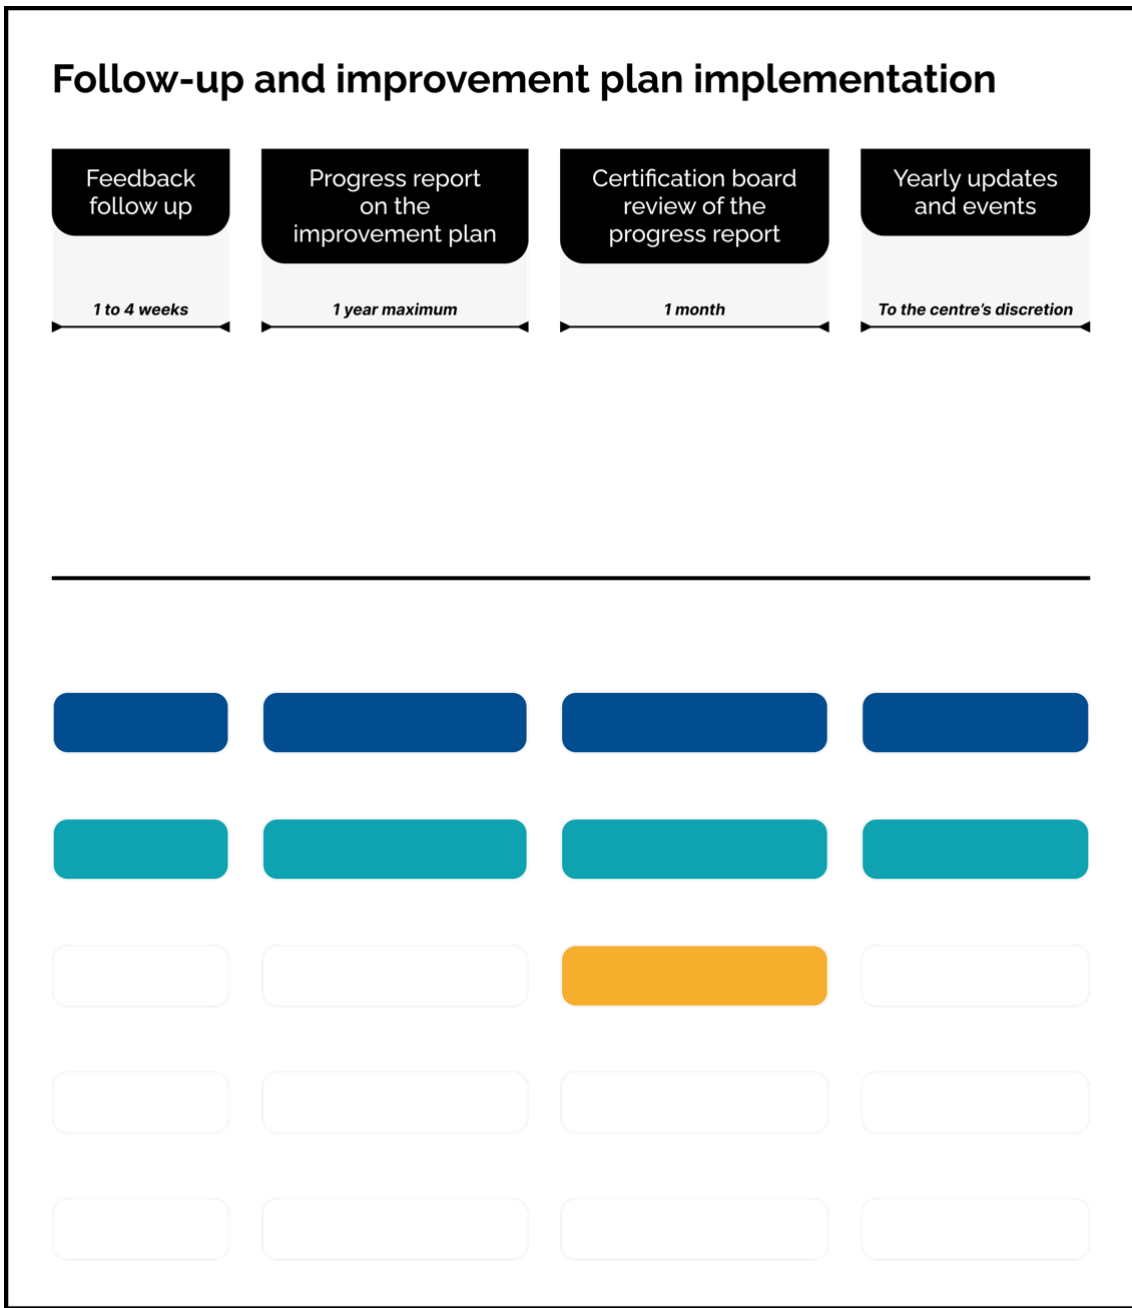 Follow-up and improvement plan implementation
Feedback
follow up
1 to 4 weeks
Progress report
on the
improvement plan
1 year maximum
Certification board
review of the
progress report
1 month
Yearly updates
and events
To the centre’s discretion